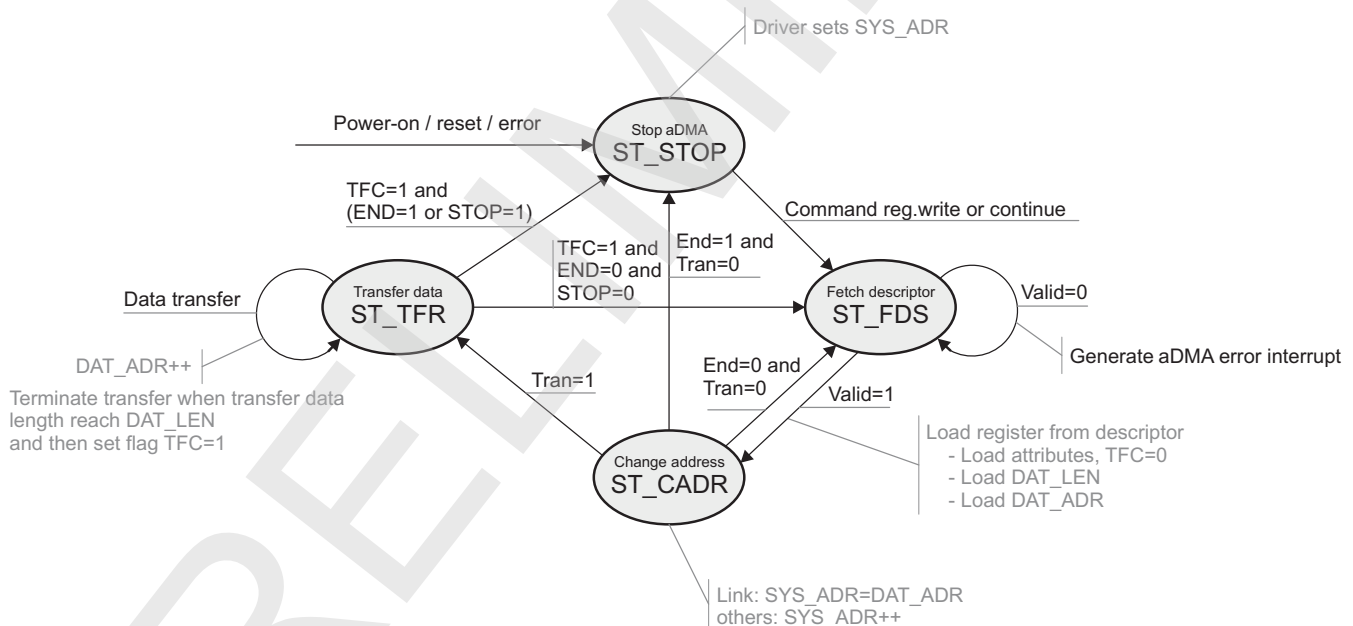 Driver sets SYS_ADR
Power-on / reset / error
Stop aDMA
ST_STOP
TFC=1 and
(END=1 or STOP=1)
Command reg.write or continue
TFC=1 and
END=0 and
STOP=0
End=1 and
Tran=0
Data transfer
Transfer data
ST_TFR
Fetch descriptor
ST_FDS
Valid=0
DAT_ADR++
Generate aDMA error interrupt
Terminate transfer when transfer data
length reach DAT_LEN
and then set flag TFC=1
Tran=1
End=0 and
Tran=0
Valid=1
Load register from descriptor
- Load attributes, TFC=0
- Load DAT_LEN
- Load DAT_ADR
Change address
ST_CADR
Link: SYS_ADR=DAT_ADR
others: SYS_ADR++